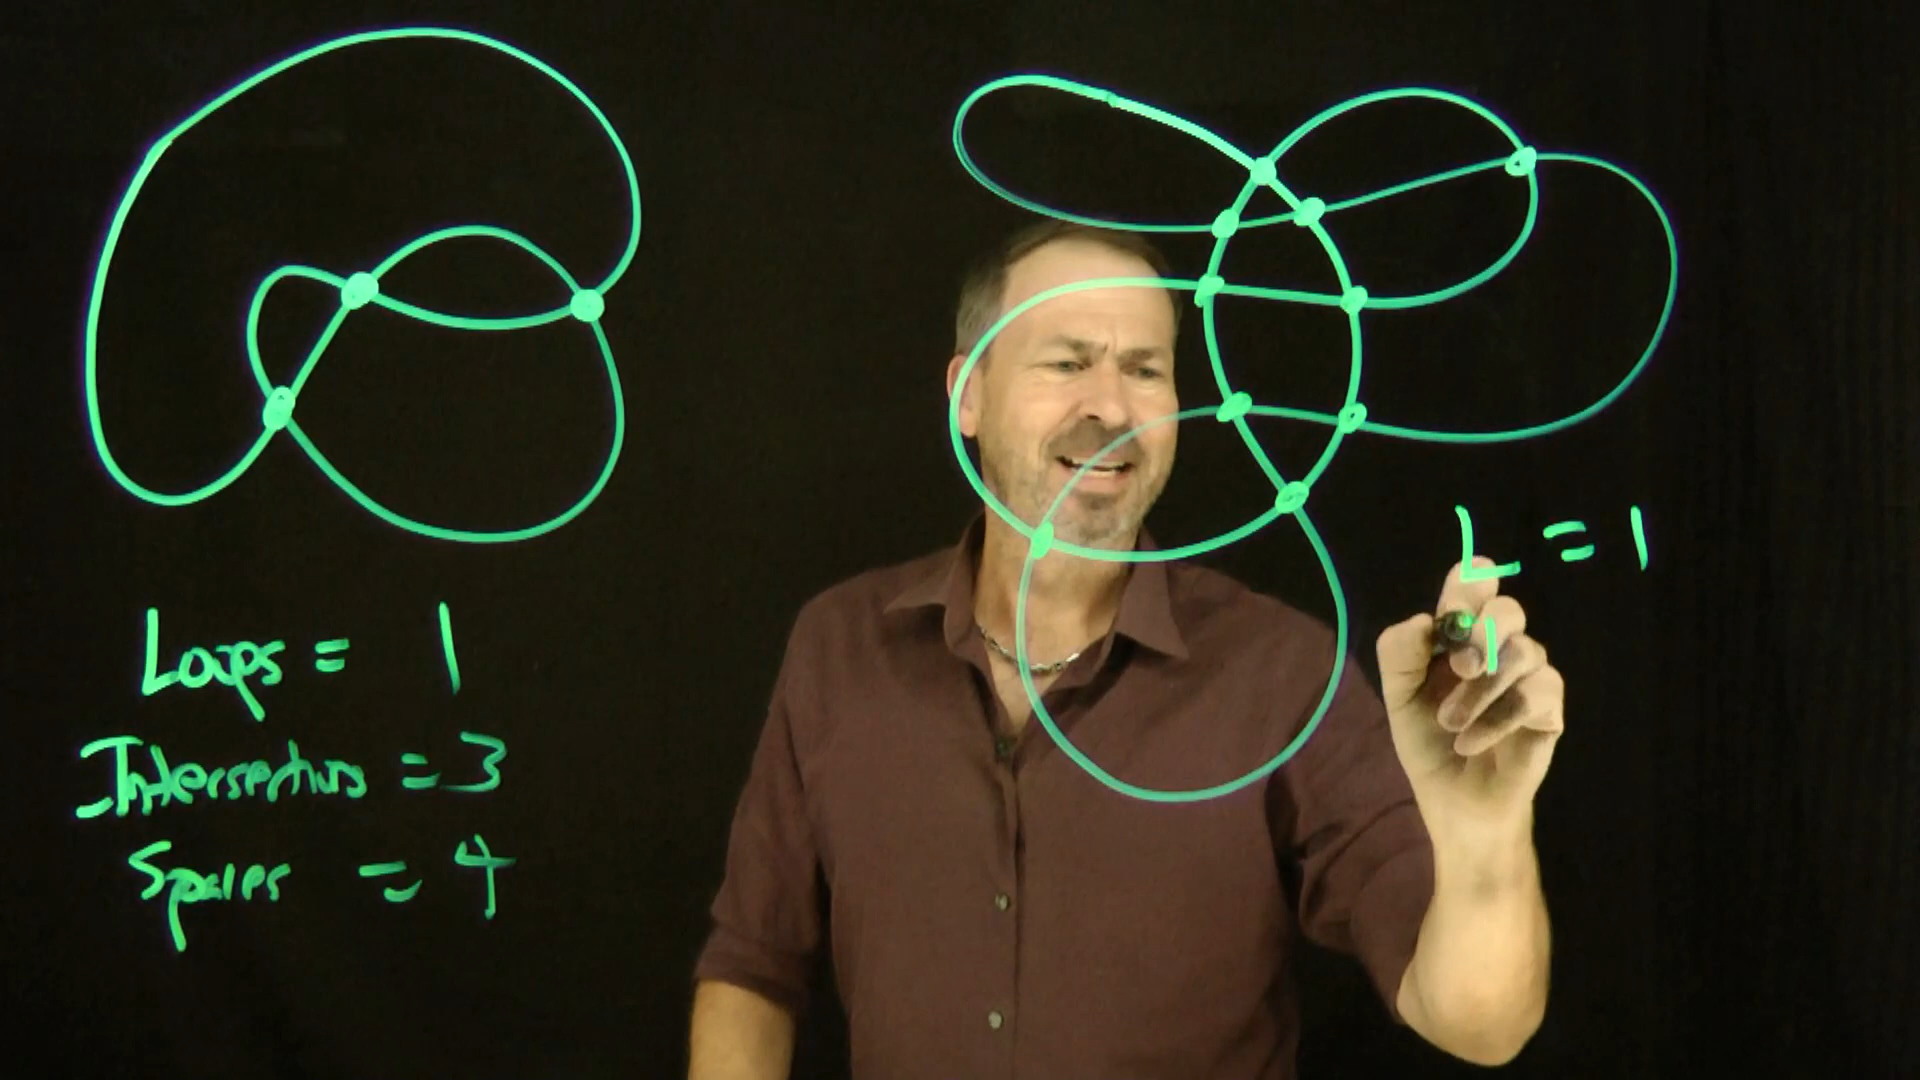 Loops = 1
Intersections = 3
Spaces = 4
L = 1
I